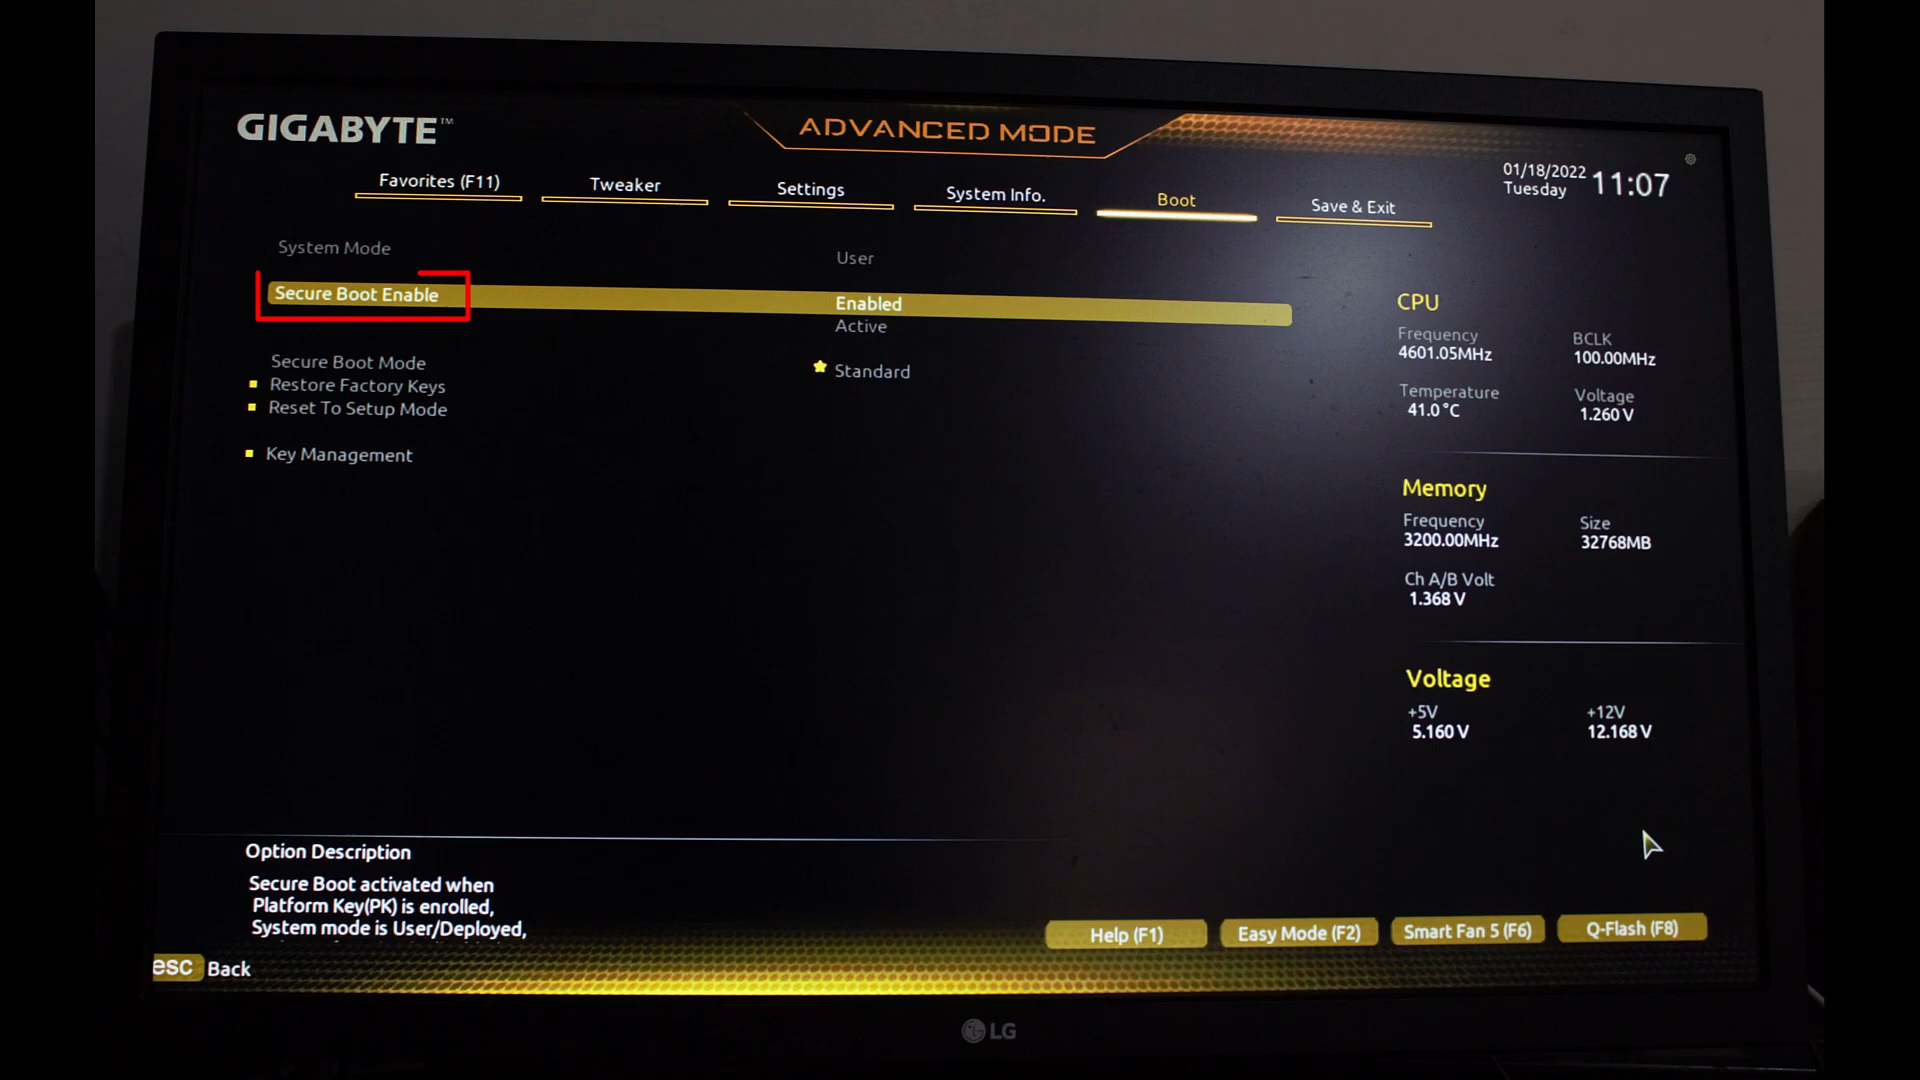 GIGABYTE™
ADVANCED MODE
01/18/2022
Tuesday
11:07
Favorites (F11)
Tweaker
Settings
System Info.
Boot
Save & Exit
System Mode
User
Secure Boot Enable
Enabled
Active
Secure Boot Mode
Standard
Restore Factory Keys
Reset To Setup Mode
Key Management
CPU
Frequency
BCLK
4601.05MHz
100.00MHz
Temperature
Voltage
41.0 °C
1.260 V
Memory
Frequency
Size
3200.00MHz
32768MB
Ch A/B Volt
1.368 V
Voltage
+5V
+12V
5.160 V
12.168 V
Option Description
Secure Boot activated when
Platform Key(PK) is enrolled,
System mode is User/Deployed,
Help (F1)
Easy Mode (F2)
Smart Fan 5 (F6)
Q-Flash (F8)
esc Back
LG